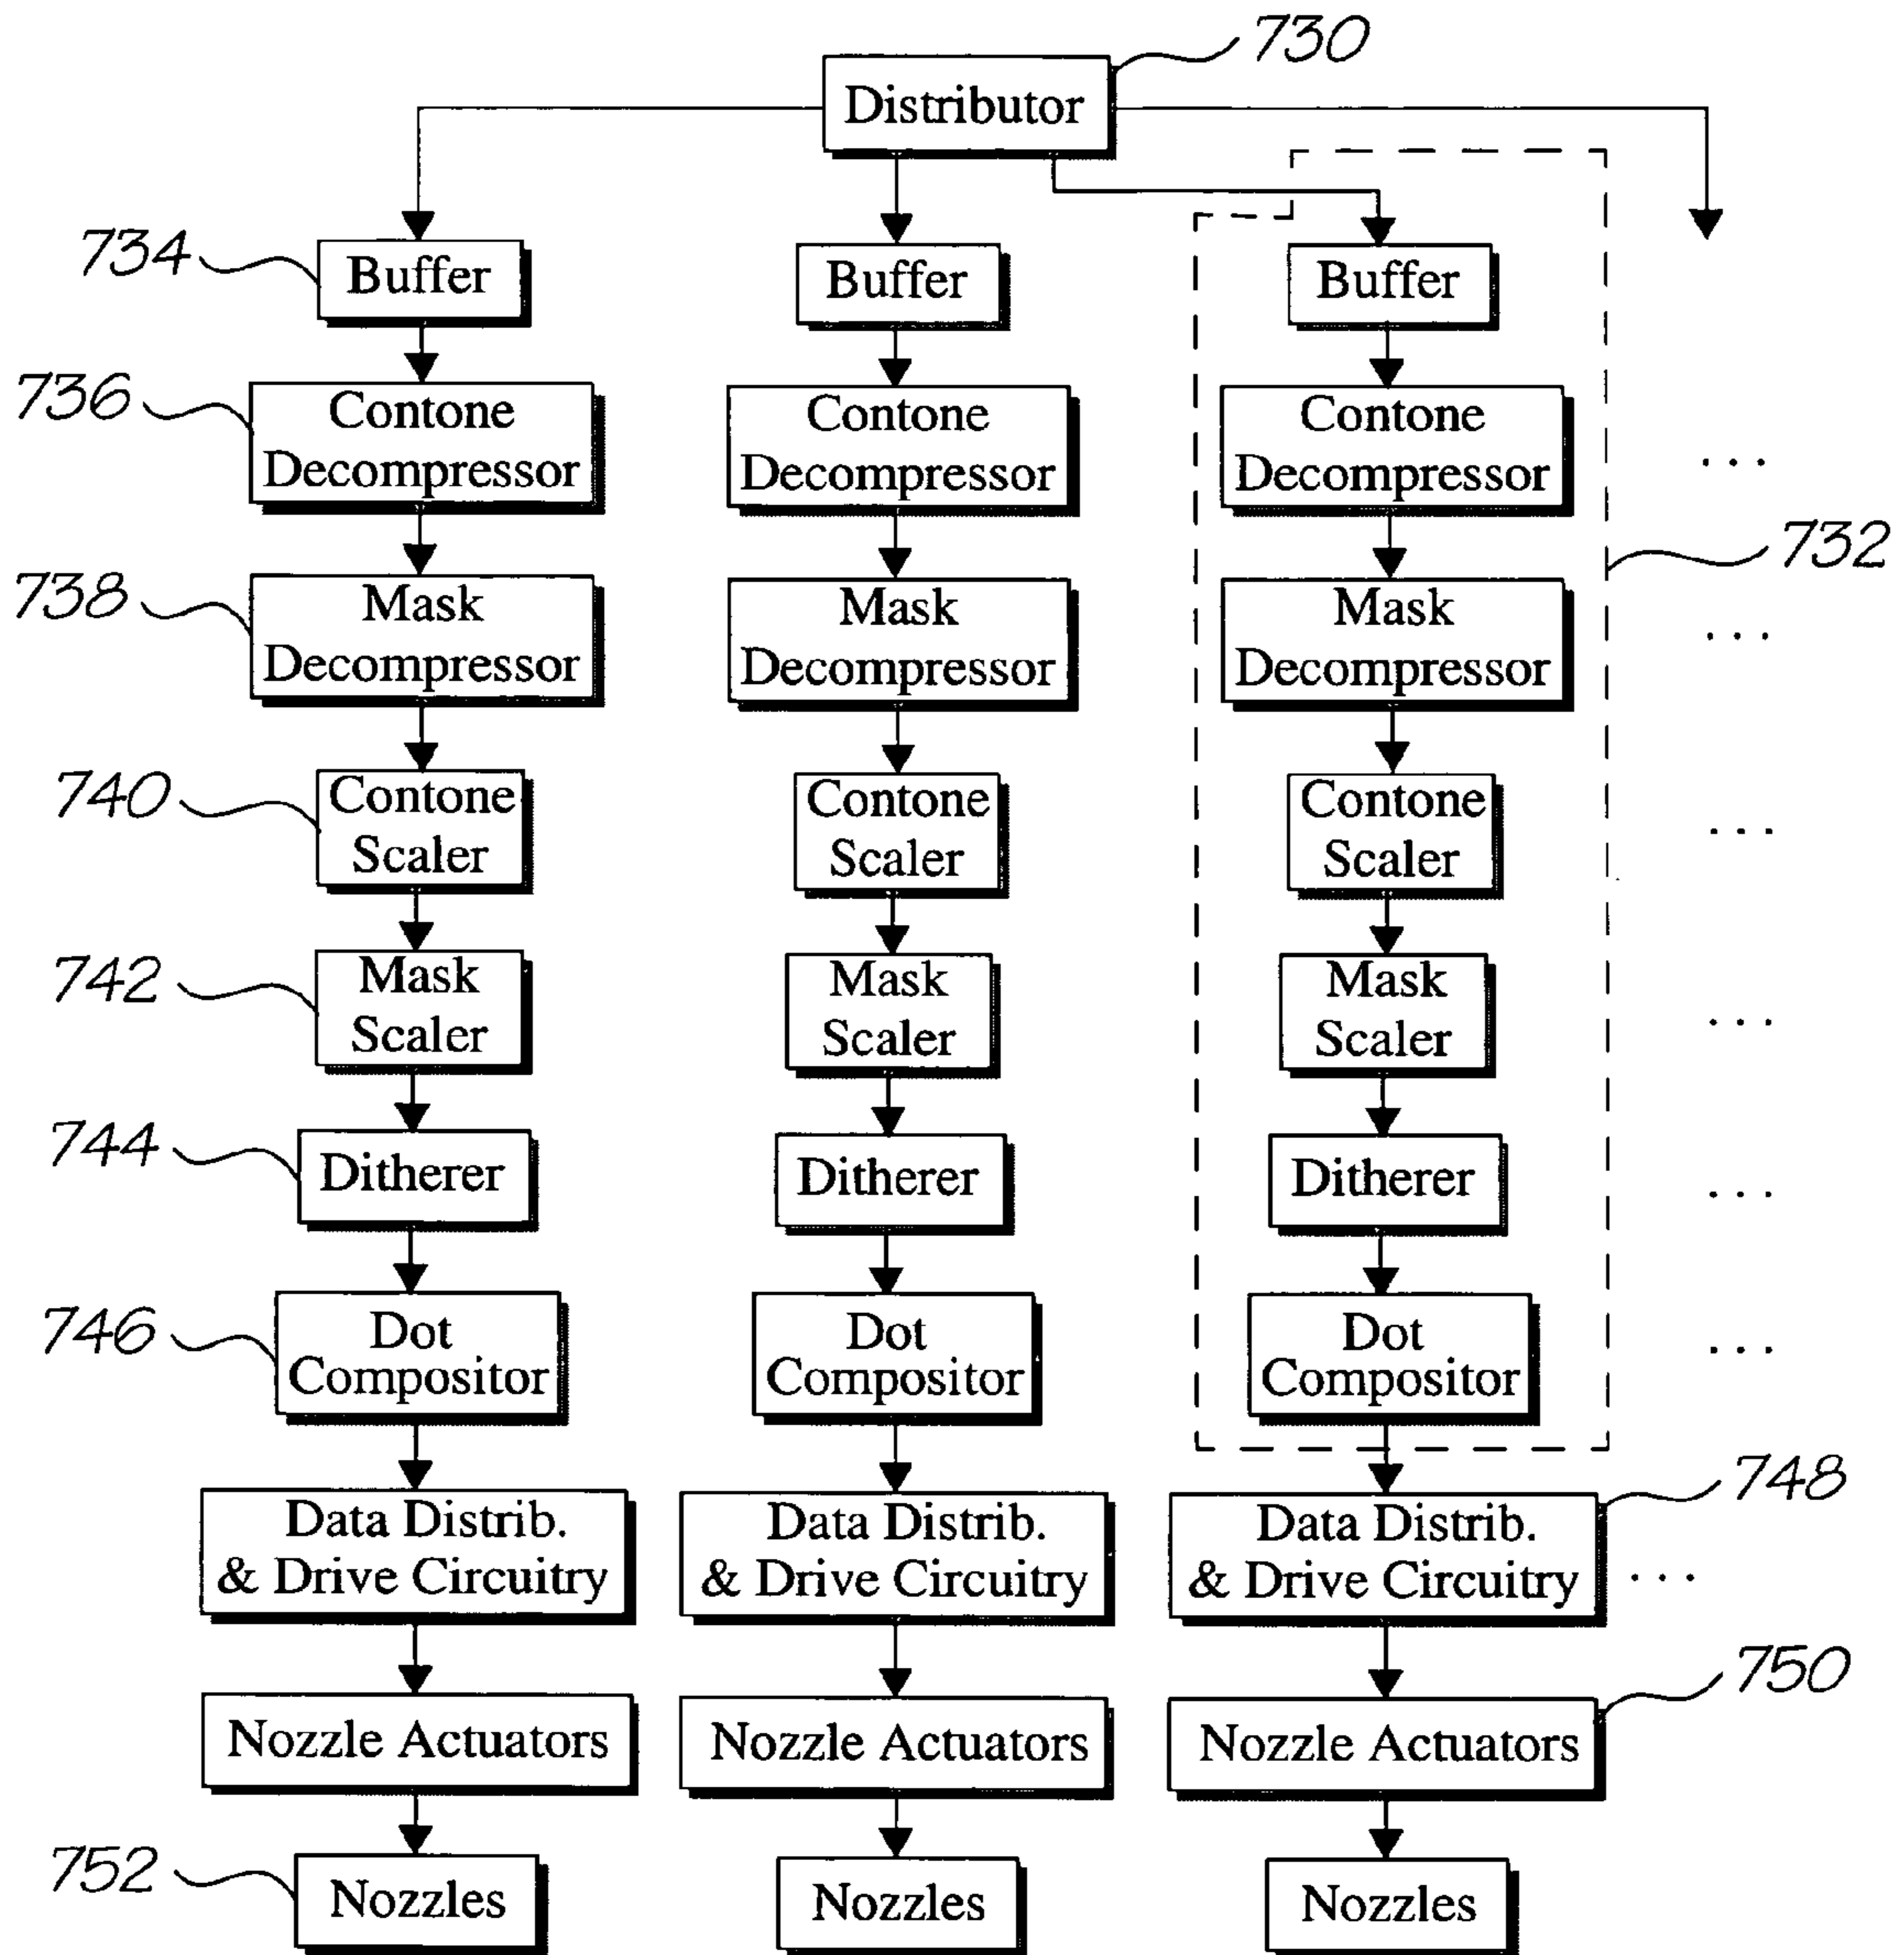 730
Distributor
734
Buffer
Buffer
Buffer
736
Contone
Decompressor
Contone
Decompressor
Contone
Decompressor
...
732
738
Mask
Decompressor
Mask
Decompressor
Mask
Decompressor
...
740
Contone
Scaler
Contone
Scaler
Contone
Scaler
...
742
Mask
Scaler
Mask
Scaler
Mask
Scaler
...
744
Ditherer
Ditherer
Ditherer
...
746
Dot
Compositor
Dot
Compositor
Dot
Compositor
...
748
Data Distrib.
& Drive Circuitry
Data Distrib.
& Drive Circuitry
Data Distrib.
& Drive Circuitry
...
750
Nozzle Actuators
Nozzle Actuators
Nozzle Actuators
752
Nozzles
Nozzles
Nozzles